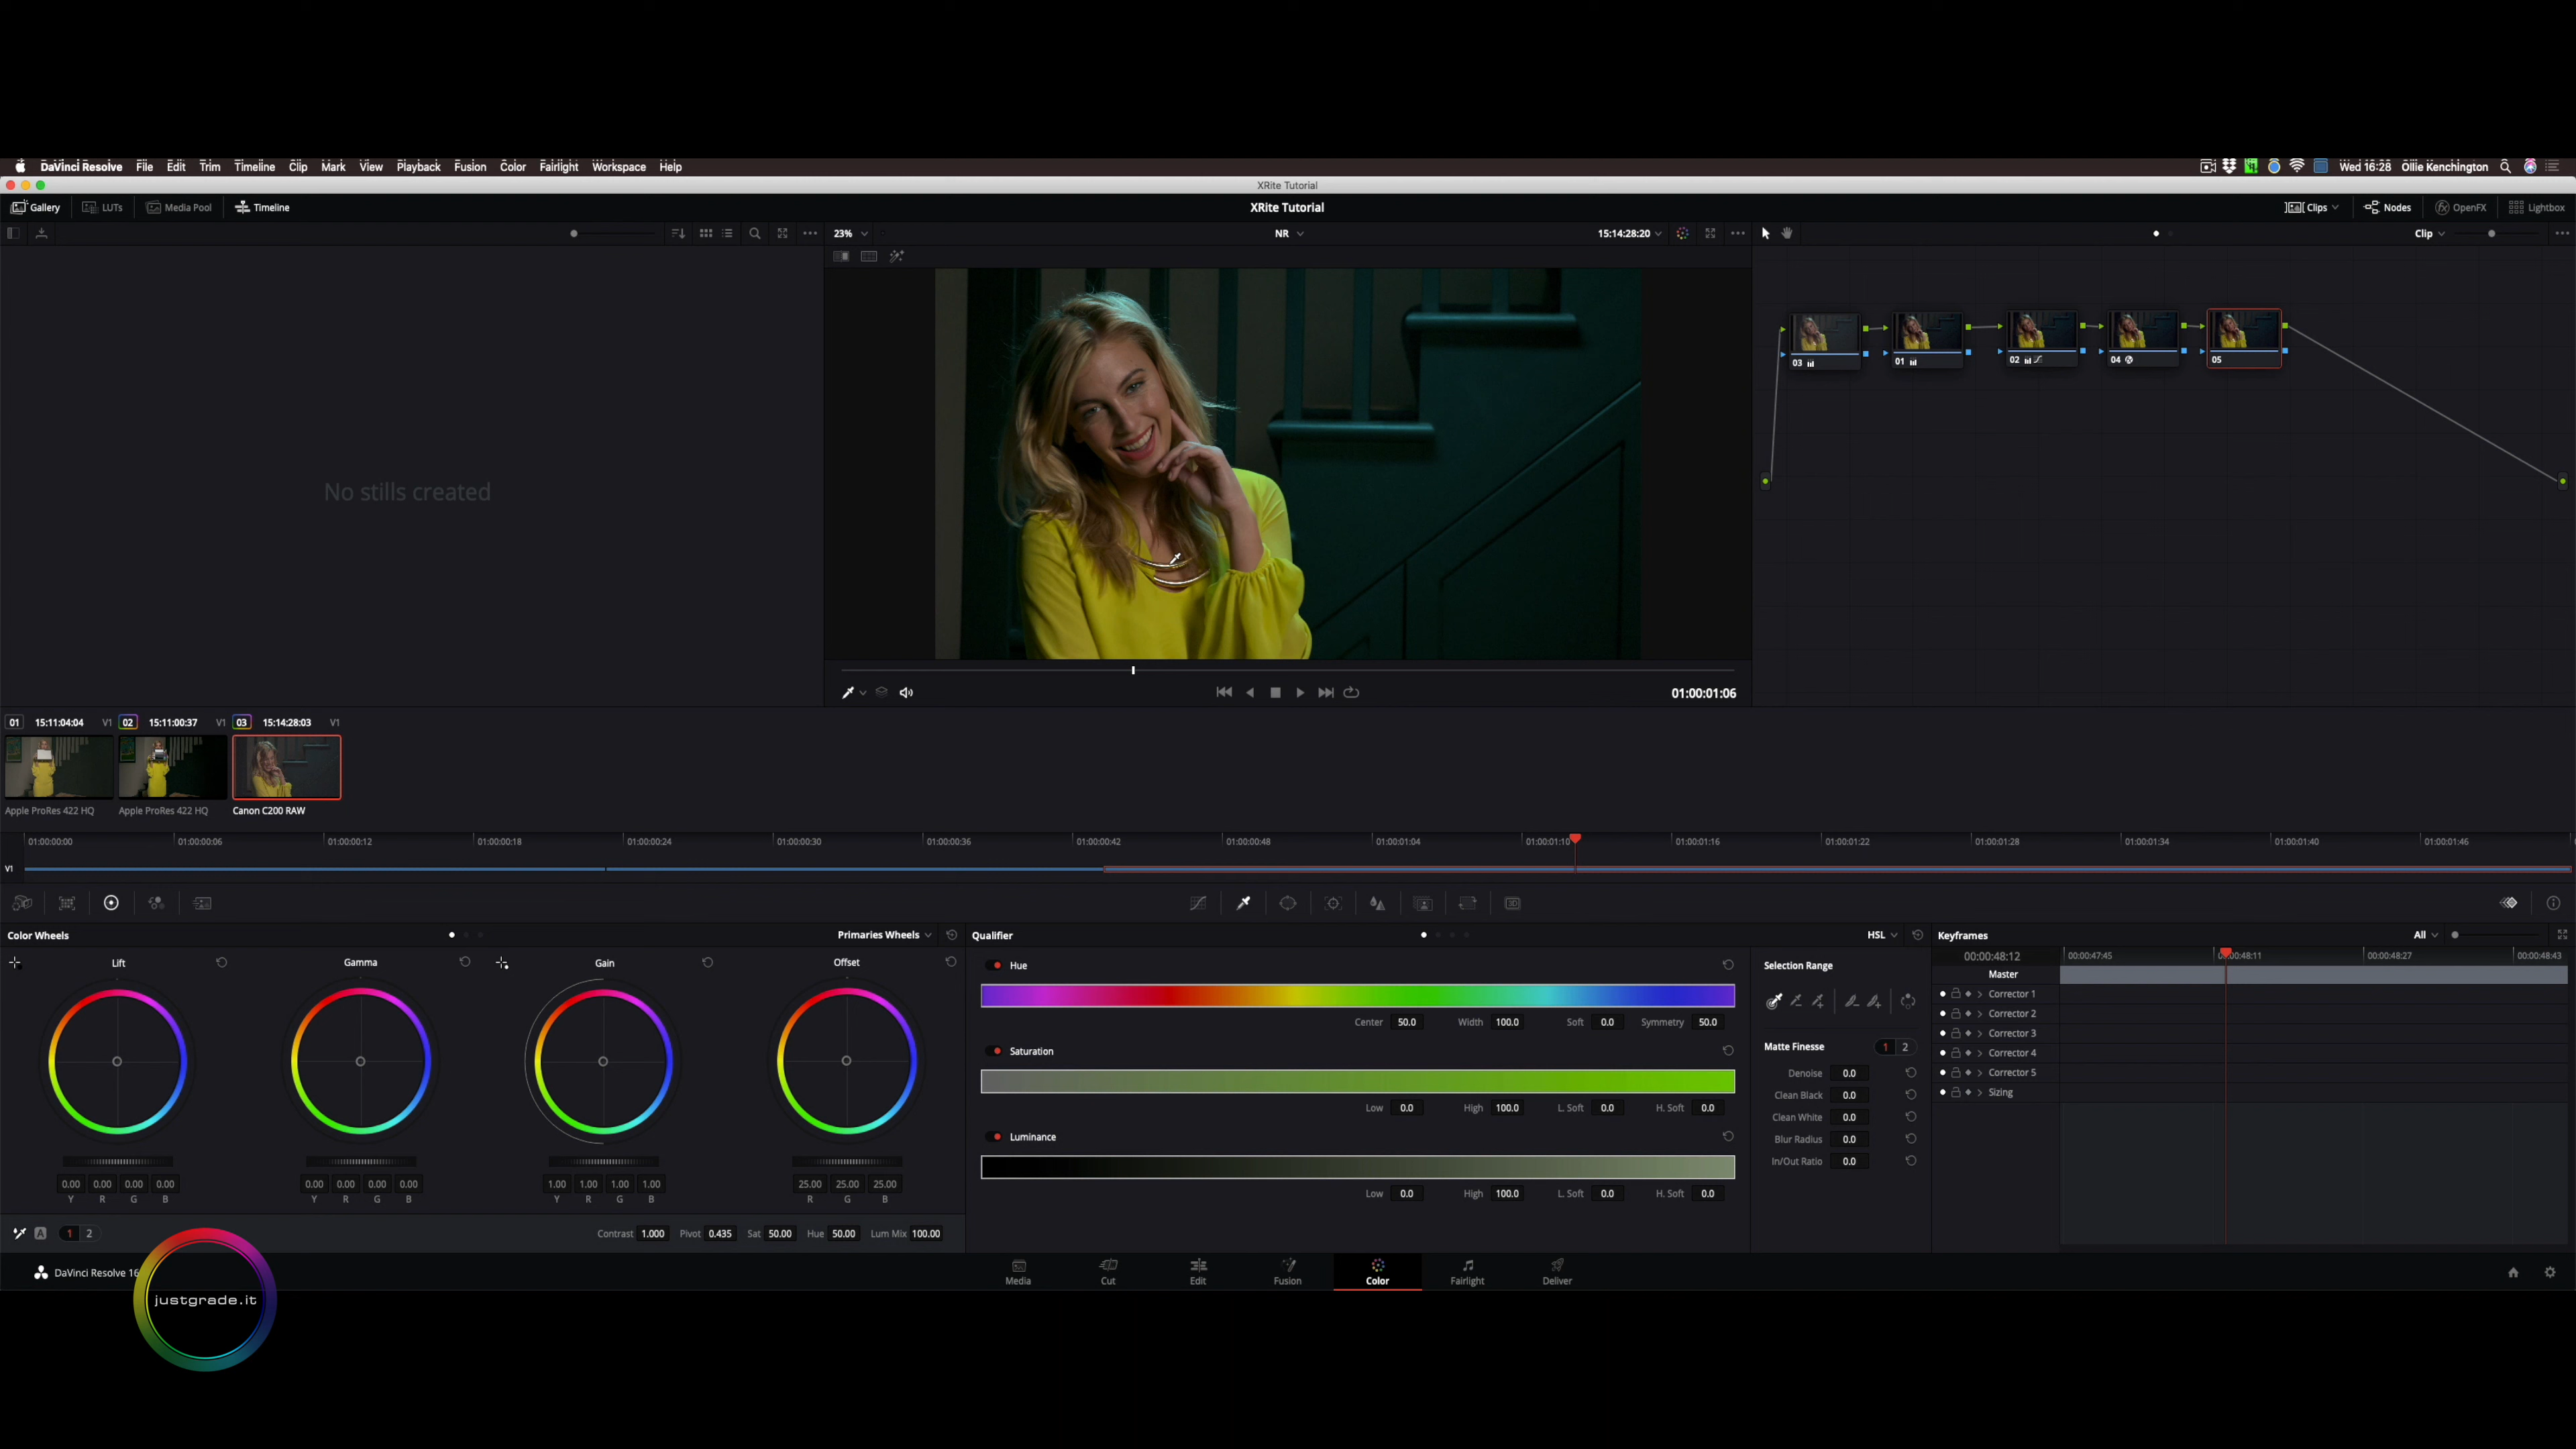 DaVinci Resolve File Edit Trim Timeline Clip Mark View Playback Fusion Color Fairlight Workspace Help Wed 16:28 Ollie Kenchington
XRite Tutorial
Gallery LUTs Media Pool Timeline XRite Tutorial Clips Nodes OpenFX Lightbox
23% NR 15:14:28:20 Clip
03 01 02 04 05
No stills created
01:00:01:06
01 15:11:04:04 V1 02 15:11:00:37 V1 03 15:14:28:03 V1
Apple ProRes 422 HQ Apple ProRes 422 HQ Canon C200 RAW
01:00:00:00 01:00:00:06 01:00:00:12 01:00:00:18 01:00:00:24 01:00:00:30 01:00:00:36 01:00:00:42 01:00:00:48 01:00:01:04 01:00:01:10 01:00:01:16 01:00:01:22 01:00:01:28 01:00:01:34 01:00:01:40 01:00:01:46
V1
Color Wheels Primaries Wheels Qualifier HSL Keyframes All
Lift Gamma Gain Offset Hue Selection Range 00:00:48:12 00:00:47:45 00:00:48:11 00:00:48:27 00:00:48:43
Master
Corrector 1
Center 50.0 Width 100.0 Soft 0.0 Symmetry 50.0 Corrector 2
Corrector 3
Saturation Matte Finesse 1 2 Corrector 4
Denoise 0.0 Corrector 5
Clean Black 0.0 Sizing
Low 0.0 High 100.0 L. Soft 0.0 H. Soft 0.0 Clean White 0.0
Luminance Blur Radius 0.0
In/Out Ratio 0.0
0.00 0.00 0.00 0.00 0.00 0.00 0.00 0.00 1.00 1.00 1.00 1.00 25.00 25.00 25.00 Low 0.0 High 100.0 L. Soft 0.0 H. Soft 0.0
Y R G B Y R G B Y R G B R G B
A 1 2 Contrast 1.000 Pivot 0.435 Sat 50.00 Hue 50.00 Lum Mix 100.00
DaVinci Resolve 16 Media Cut Edit Fusion Color Fairlight Deliver
justgrade.it